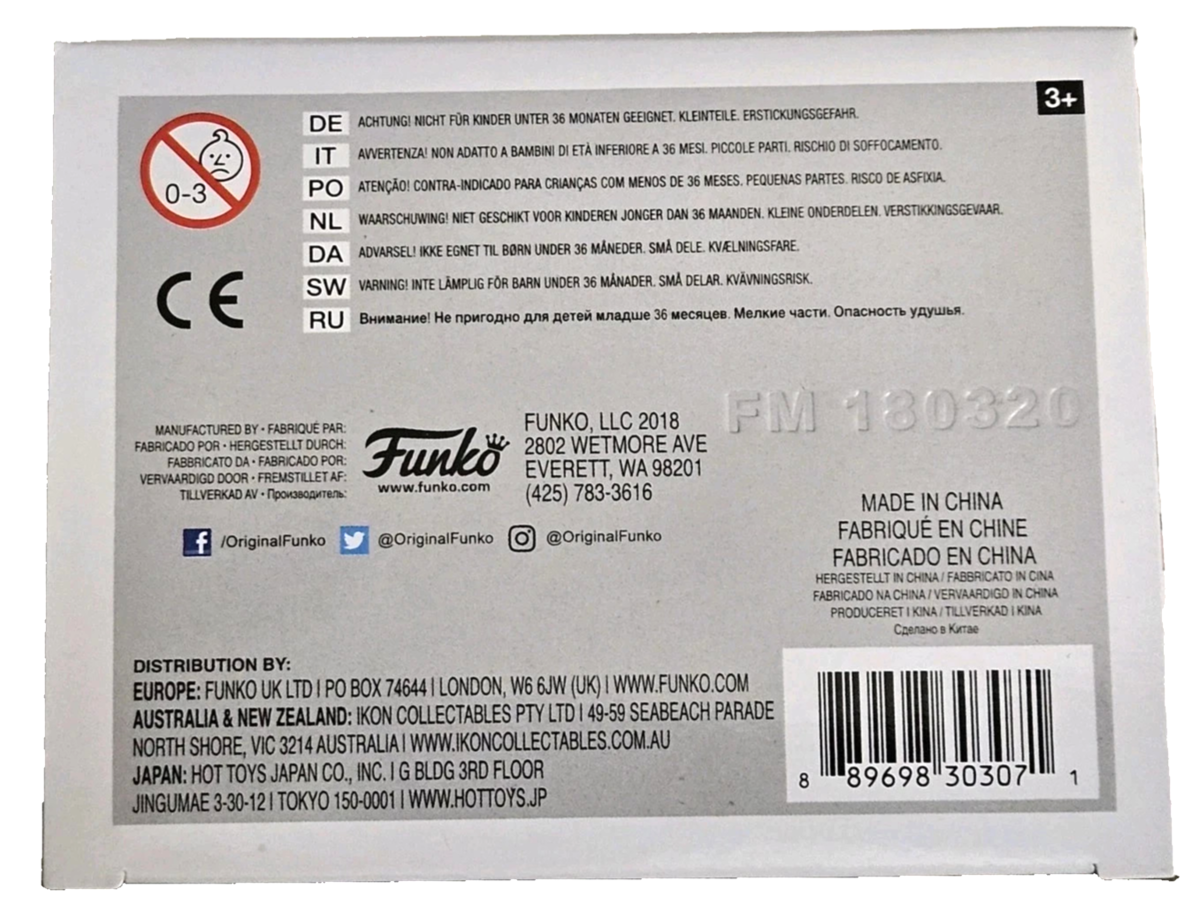 3+
0-3
DE ACHTUNG! NICHT FÜR KINDER UNTER 36 MONATEN GEEIGNET. KLEINTEILE. ERSTICKUNGSGEFAHR.
IT AVVERTENZA! NON ADATTO A BAMBINI DI ETÀ INFERIORE A 36 MESI. PICCOLE PARTI. RISCHIO DI SOFFOCAMENTO.
PO ATENÇÃO! CONTRA-INDICADO PARA CRIANÇAS COM MENOS DE 36 MESES. PEQUENAS PARTES. RISCO DE ASFIXIA.
NL WAARSCHUWING! NIET GESCHIKT VOOR KINDEREN JONGER DAN 36 MAANDEN. KLEINE ONDERDELEN. VERSTIKKINGSGEVAAR.
DA ADVARSEL! IKKE EGNET TIL BØRN UNDER 36 MÅNEDER. SMÅ DELE. KVÆLNINGSFARE.
SW VARNING! INTE LÄMPLIG FÖR BARN UNDER 36 MÅNADER. SMÅ DELAR. KVÄVNINGSRISK.
RU Внимание! Не пригодно для детей младше 36 месяцев. Мелкие части. Опасность удушья.
CE
MANUFACTURED BY • FABRIQUÉ PAR:
FABRICADO POR • HERGESTELLT DURCH:
FABBRICATO DA • FABRICADO POR:
VERVAARDIGD DOOR • FREMSTILLET AF:
TILLVERKAD AV • Производитель:
Funko
www.funko.com
FUNKO, LLC 2018
2802 WETMORE AVE
EVERETT, WA 98201
(425) 783-3616
FM 180320
/OriginalFunko @OriginalFunko @OriginalFunko
MADE IN CHINA
FABRIQUÉ EN CHINE
FABRICADO EN CHINA
HERGESTELLT IN CHINA / FABBRICATO IN CINA
FABRICADO NA CHINA / VERVAARDIGD IN CHINA
PRODUCERET I KINA / TILLVERKAD I KINA
Сделано в Китае
DISTRIBUTION BY:
EUROPE: FUNKO UK LTD | PO BOX 74644 | LONDON, W6 6JW (UK) | WWW.FUNKO.COM
AUSTRALIA & NEW ZEALAND: IKON COLLECTABLES PTY LTD | 49-59 SEABEACH PARADE
NORTH SHORE, VIC 3214 AUSTRALIA | WWW.IKONCOLLECTABLES.COM.AU
JAPAN: HOT TOYS JAPAN CO., INC. | G BLDG 3RD FLOOR
JINGUMAE 3-30-12 | TOKYO 150-0001 | WWW.HOTTOYS.JP
8 89698 30307 1